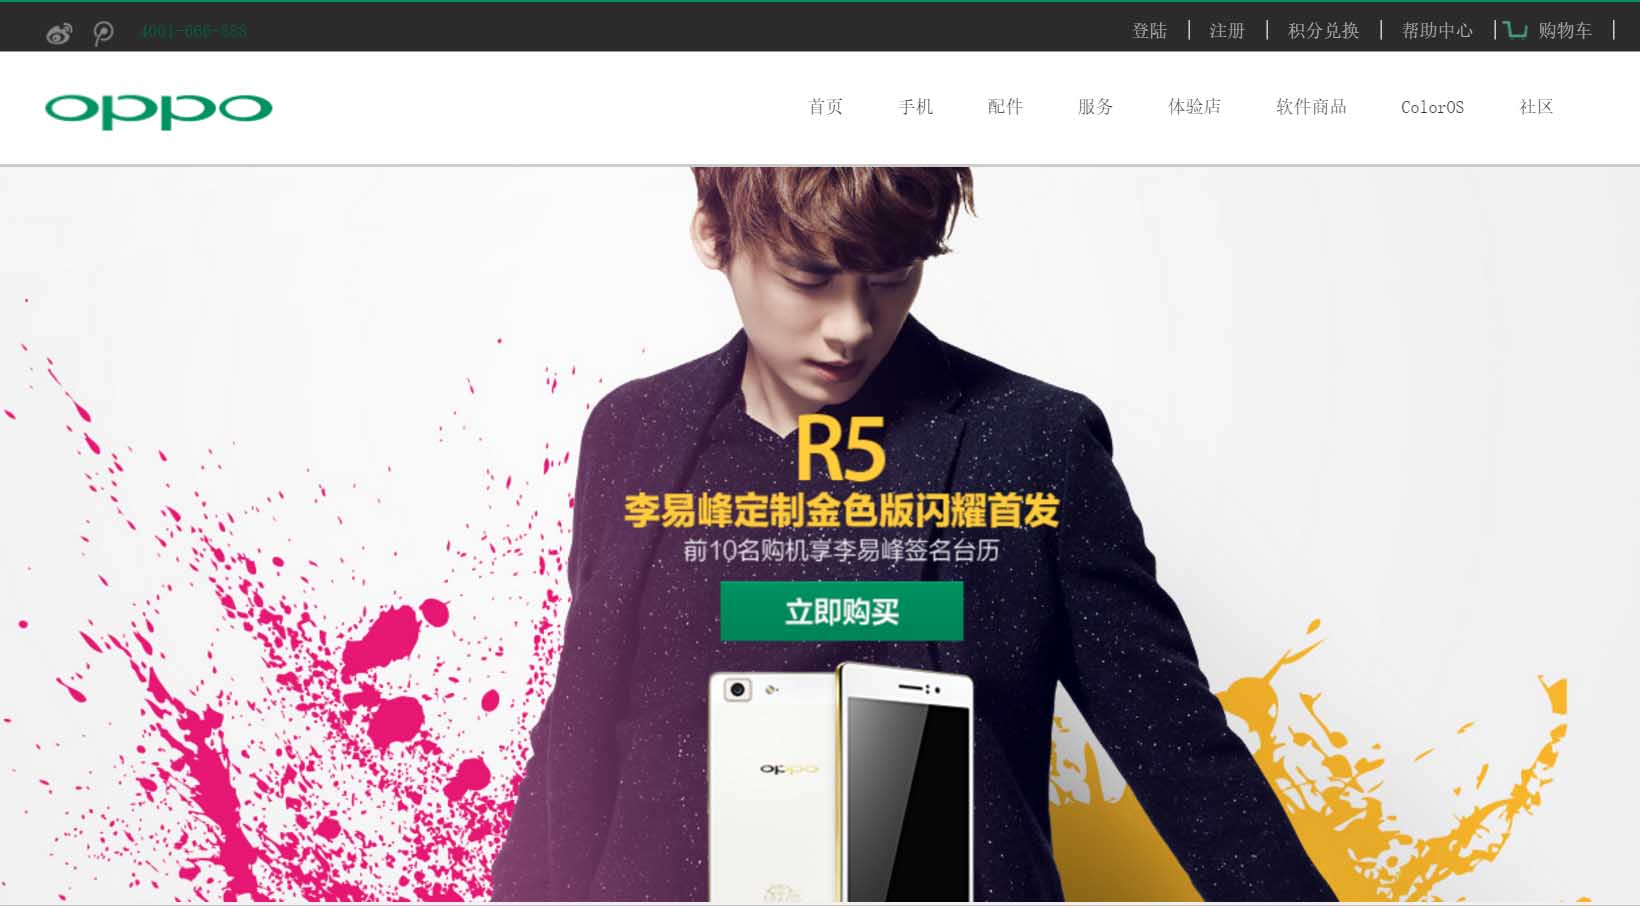 4001-666-888
登陆 注册 积分兑换 帮助中心 购物车
oppo
首页 手机 配件 服务 体验店 软件商品 ColorOS 社区
R5
李易峰定制金色版闪耀首发
前10名购机享李易峰签名台历
立即购买
oppo